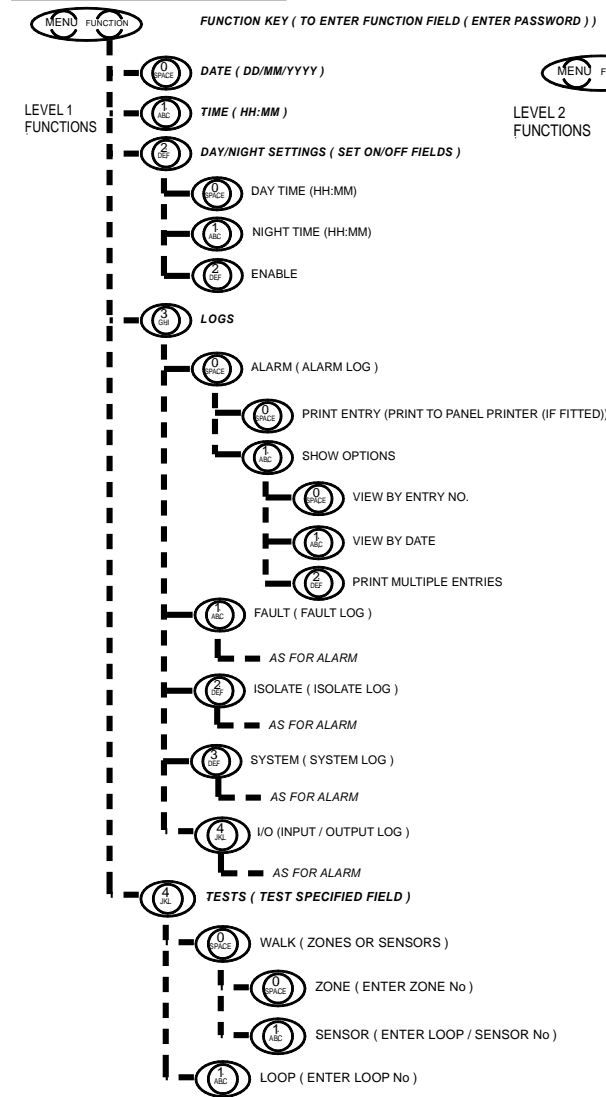 MENU FUNCTION
FUNCTION KEY ( TO ENTER FUNCTION FIELD ( ENTER PASSWORD ) )
0 SPACE DATE ( DD/MM/YYYY )
MENU F
LEVEL 1
FUNCTIONS
1 ABC TIME ( HH:MM )
LEVEL 2
FUNCTIONS
2 DEF DAY/NIGHT SETTINGS ( SET ON/OFF FIELDS )
0 SPACE DAY TIME (HH:MM)
1 ABC NIGHT TIME (HH:MM)
2 DEF ENABLE
3 GHI LOGS
0 SPACE ALARM ( ALARM LOG )
0 SPACE PRINT ENTRY (PRINT TO PANEL PRINTER (IF FITTED))
1 ABC SHOW OPTIONS
0 SPACE VIEW BY ENTRY NO.
1 ABC VIEW BY DATE
2 DEF PRINT MULTIPLE ENTRIES
1 ABC FAULT ( FAULT LOG )
AS FOR ALARM
2 DEF ISOLATE ( ISOLATE LOG )
AS FOR ALARM
3 DEF SYSTEM ( SYSTEM LOG )
AS FOR ALARM
4 JKL I/O (INPUT / OUTPUT LOG )
AS FOR ALARM
4 JKL TESTS ( TEST SPECIFIED FIELD )
0 SPACE WALK ( ZONES OR SENSORS )
0 SPACE ZONE ( ENTER ZONE No )
1 ABC SENSOR ( ENTER LOOP / SENSOR No )
1 ABC LOOP ( ENTER LOOP No )